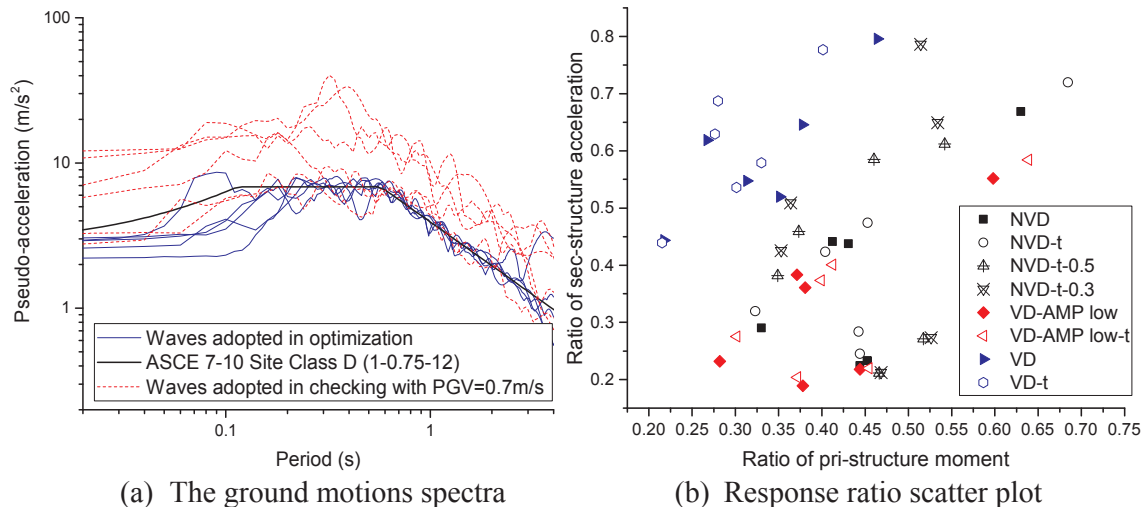 100
10
1
0.1
1
Pseudo-acceleration (m/s²)
Period (s)
Waves adopted in optimization
ASCE 7-10 Site Class D (1-0.75-12)
Waves adopted in checking with PGV=0.7m/s
(a) The ground motions spectra
0.8
0.7
0.6
0.5
0.4
0.3
0.2
0.20 0.25 0.30 0.35 0.40 0.45 0.50 0.55 0.60 0.65 0.70 0.75
Ratio of sec-structure acceleration
Ratio of pri-structure moment
NVD
NVD-t
NVD-t-0.5
NVD-t-0.3
VD-AMP low
VD-AMP low-t
VD
VD-t
(b) Response ratio scatter plot